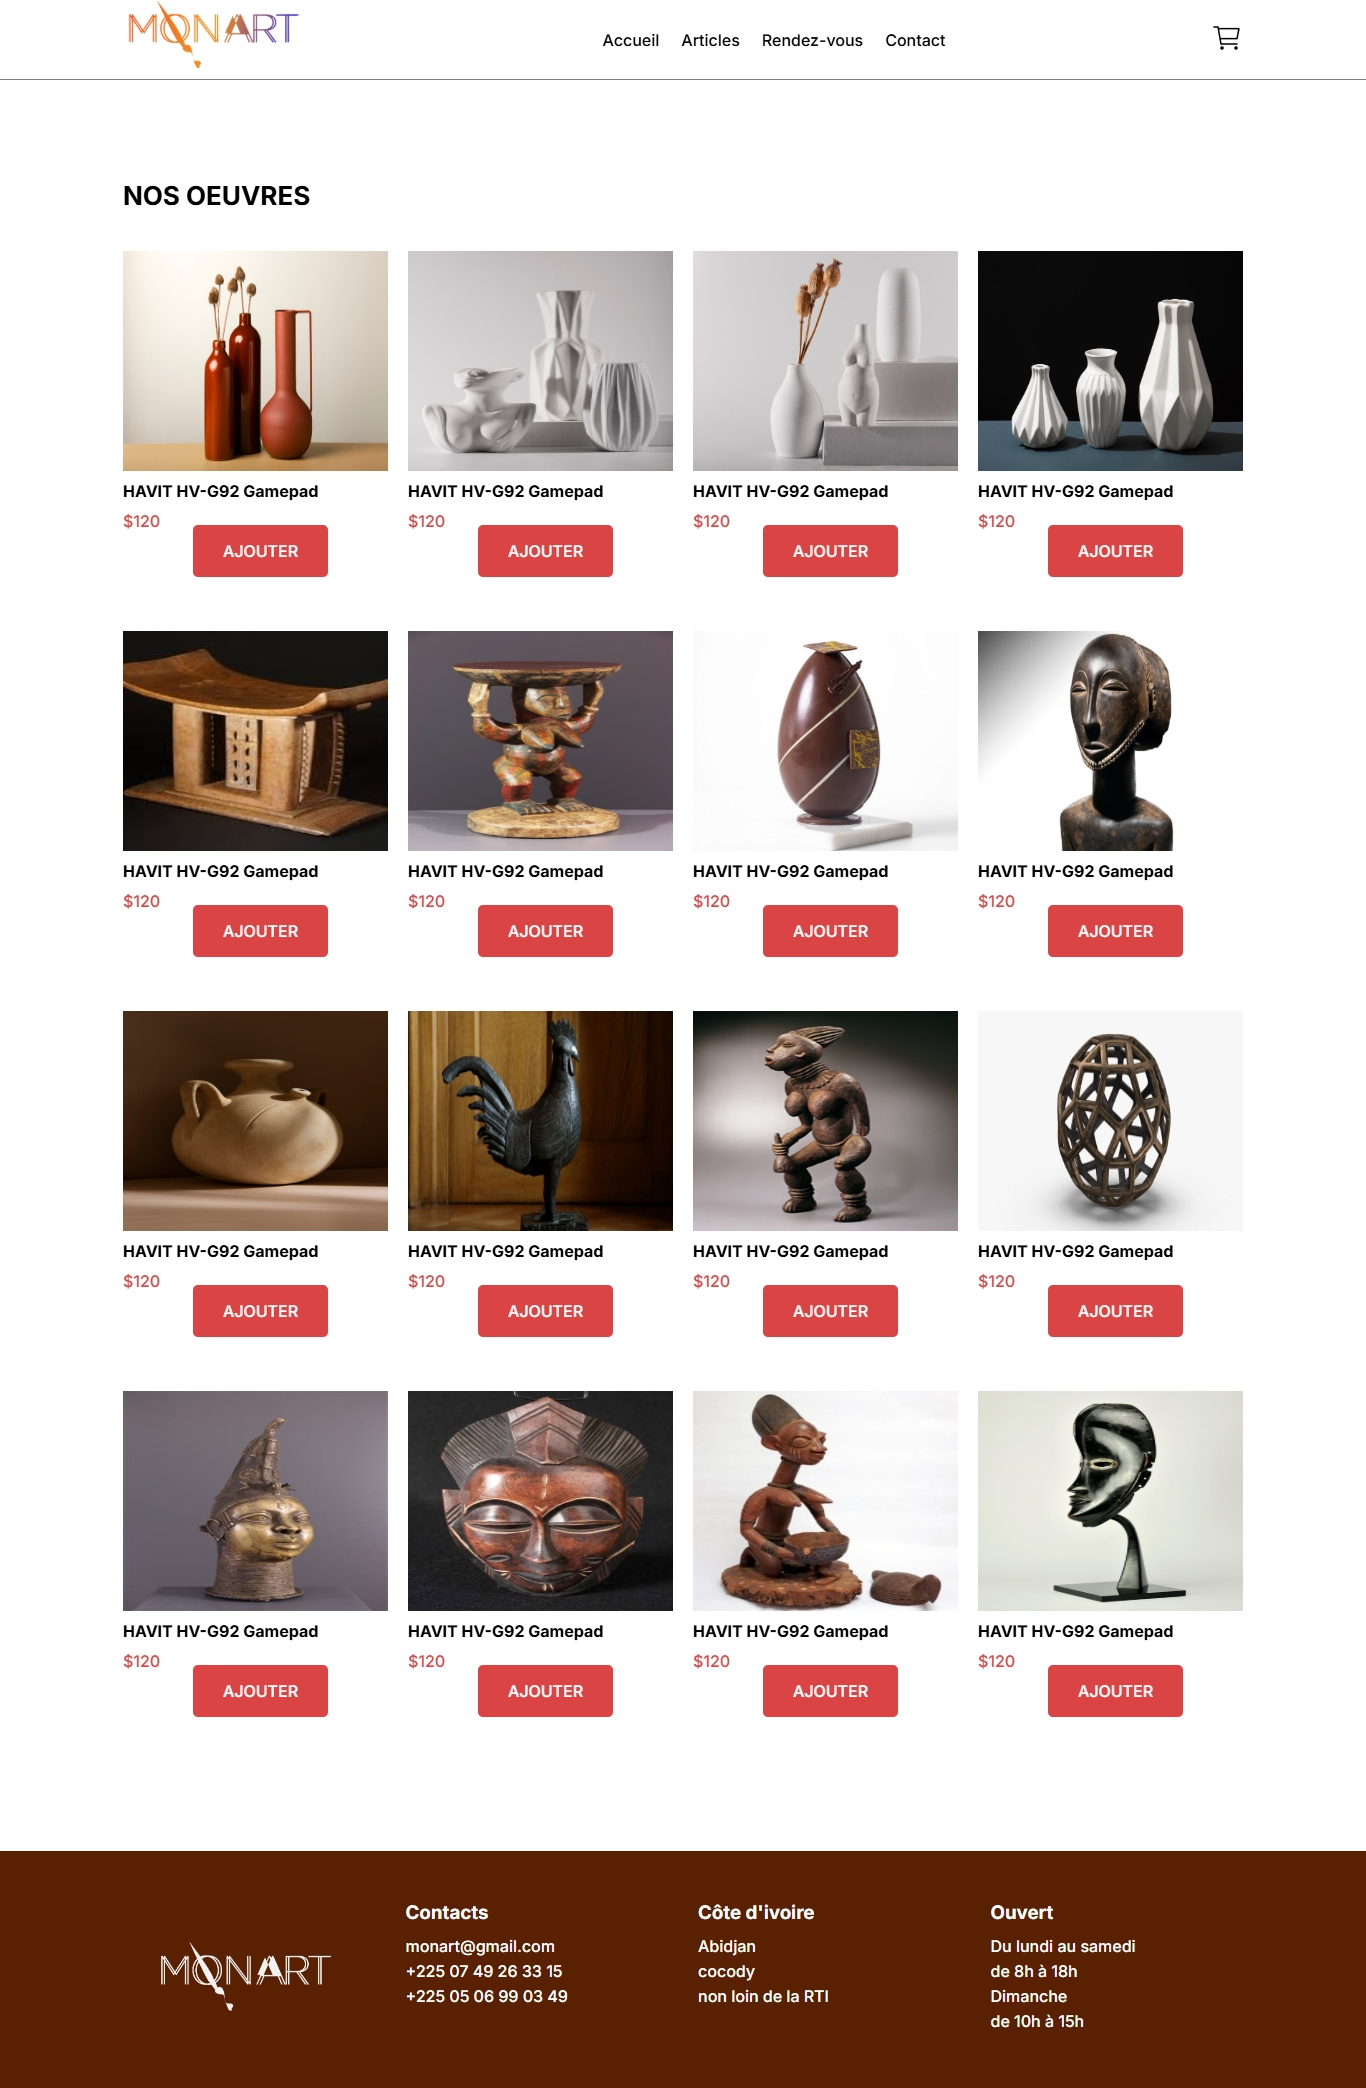 MONART
Accueil Articles Rendez-vous Contact
NOS OEUVRES
HAVIT HV-G92 Gamepad HAVIT HV-G92 Gamepad HAVIT HV-G92 Gamepad HAVIT HV-G92 Gamepad
$120 $120 $120 $120
AJOUTER AJOUTER AJOUTER AJOUTER
HAVIT HV-G92 Gamepad HAVIT HV-G92 Gamepad HAVIT HV-G92 Gamepad HAVIT HV-G92 Gamepad
$120 $120 $120 $120
AJOUTER AJOUTER AJOUTER AJOUTER
HAVIT HV-G92 Gamepad HAVIT HV-G92 Gamepad HAVIT HV-G92 Gamepad HAVIT HV-G92 Gamepad
$120 $120 $120 $120
AJOUTER AJOUTER AJOUTER AJOUTER
HAVIT HV-G92 Gamepad HAVIT HV-G92 Gamepad HAVIT HV-G92 Gamepad HAVIT HV-G92 Gamepad
$120 $120 $120 $120
AJOUTER AJOUTER AJOUTER AJOUTER
MONART
Contacts
monart@gmail.com
+225 07 49 26 33 15
+225 05 06 99 03 49
Côte d'ivoire
Abidjan
cocody
non loin de la RTI
Ouvert
Du lundi au samedi
de 8h à 18h
Dimanche
de 10h à 15h